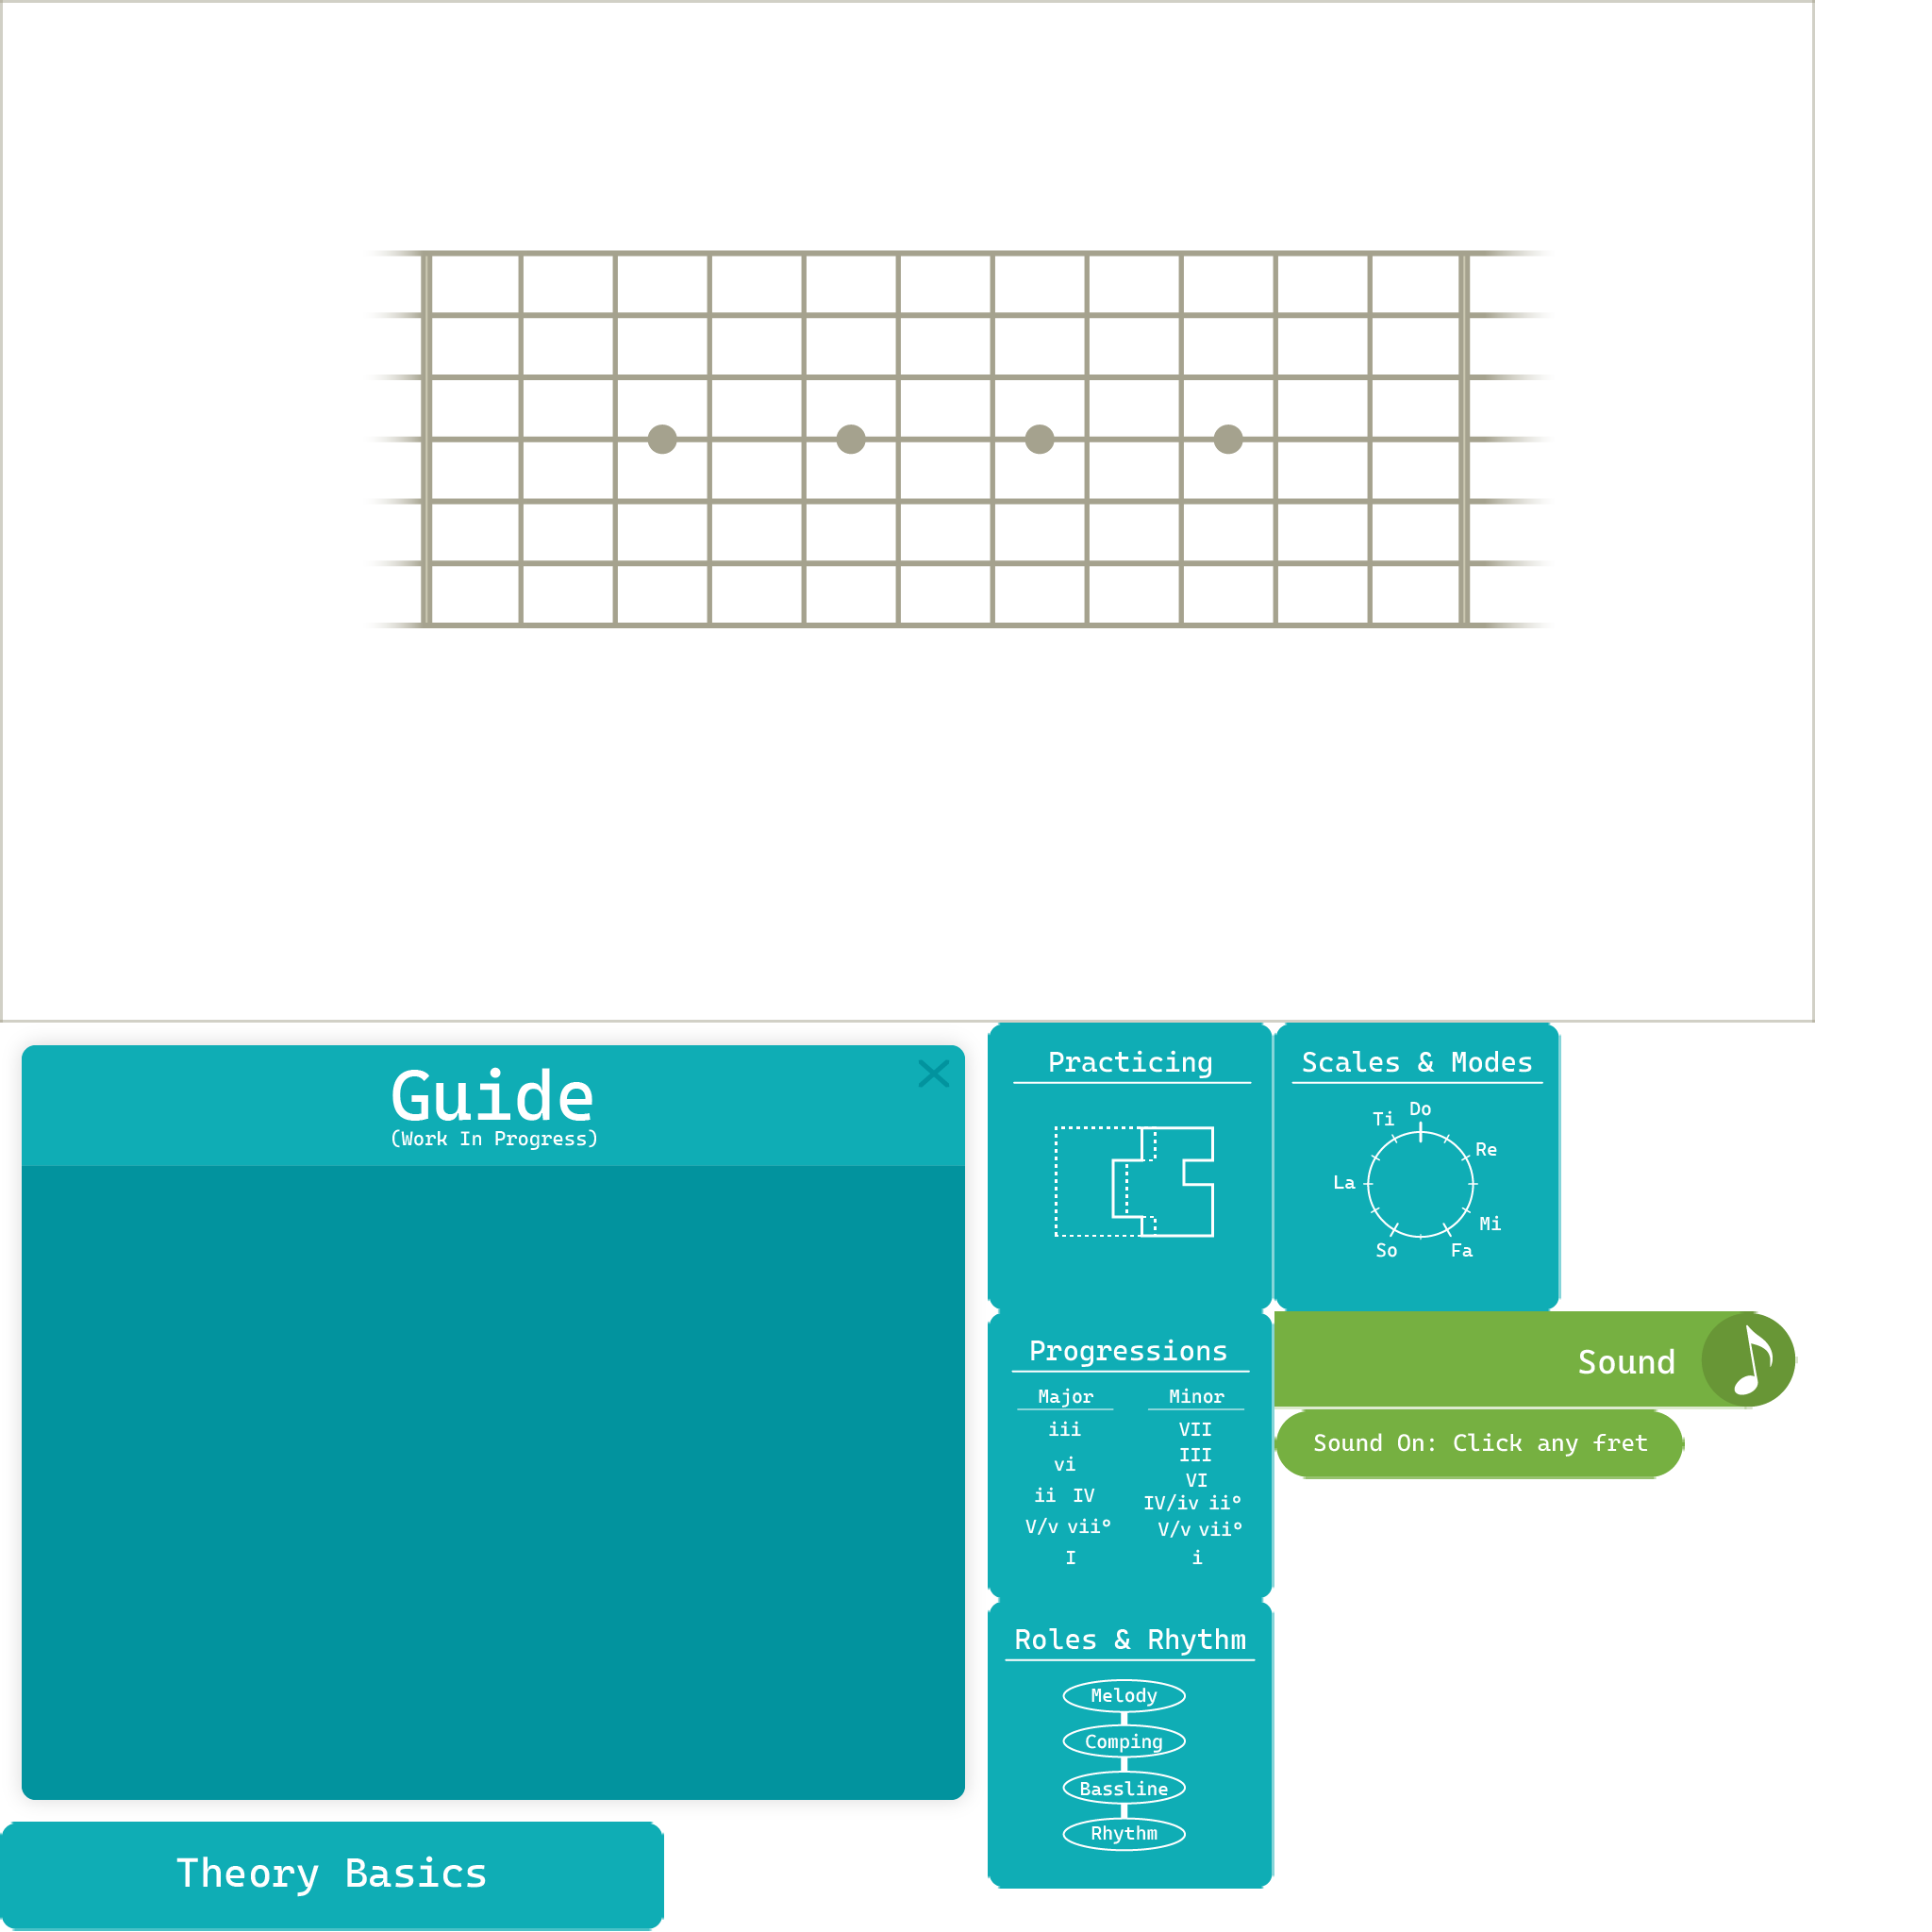 Guide
(Work In Progress)
Theory Basics
Practicing
Scales & Modes
Do
Ti
Re
La
Mi
So
Fa
Progressions
Major
Minor
iii
VII
vi
III
VI
ii IV
IV/iv ii°
V/v vii°
V/v vii°
I
i
Sound
Sound On: Click any fret
Roles & Rhythm
Melody
Comping
Bassline
Rhythm